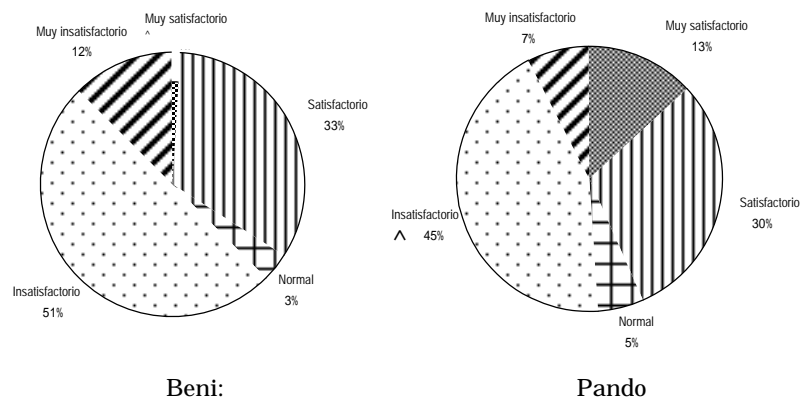 Muy satisfactorio
^
Muy insatisfactorio
12%
Satisfactorio
33%
Normal
3%
Insatisfactorio
51%
Beni:
Muy insatisfactorio
7%
Muy satisfactorio
13%
Satisfactorio
30%
Insatisfactorio
^ 45%
Normal
5%
Pando